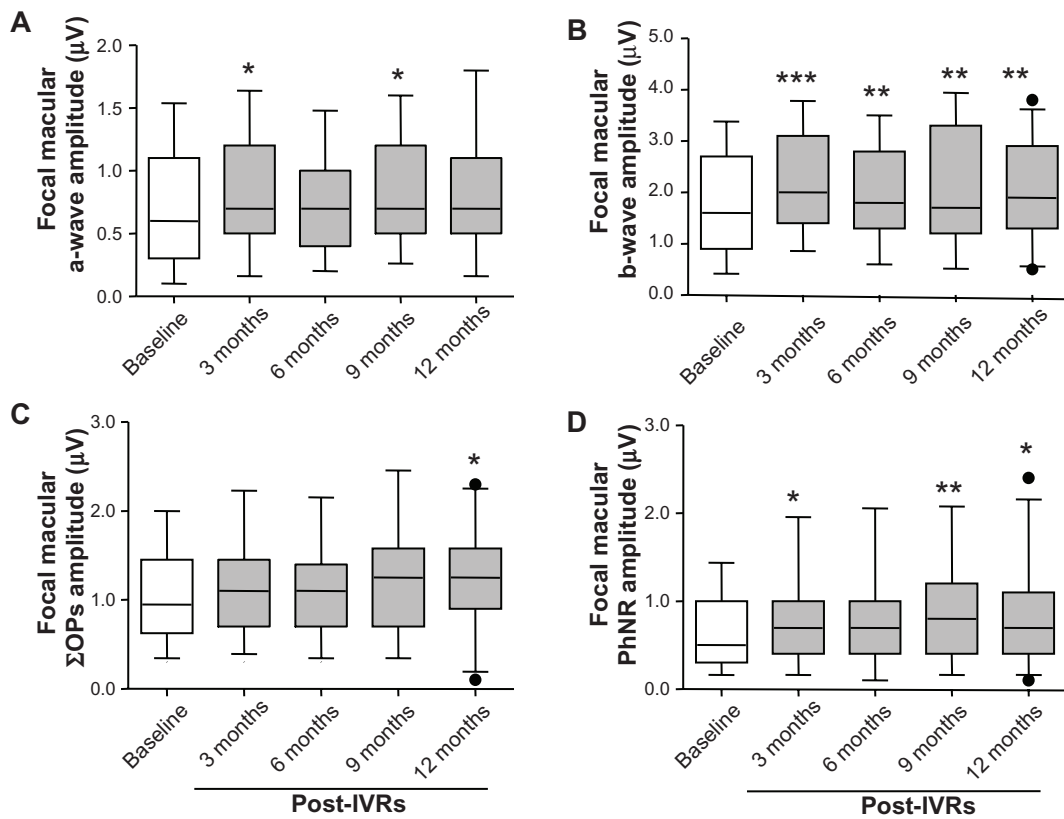 A
Focal macular
a-wave amplitude (μV)
2.0
1.5
1.0
0.5
0.0
*
*
Baseline
3 months
6 months
9 months
12 months
B
Focal macular
b-wave amplitude (μV)
5.0
4.0
3.0
2.0
1.0
0.0
***
**
**
**
Baseline
3 months
6 months
9 months
12 months
C
Focal macular
ΣOPs amplitude (μV)
3.0
2.0
1.0
0.0
*
Baseline
3 months
6 months
9 months
12 months
Post-IVRs
D
Focal macular
PhNR amplitude (μV)
3.0
2.0
1.0
0.0
*
**
*
Baseline
3 months
6 months
9 months
12 months
Post-IVRs